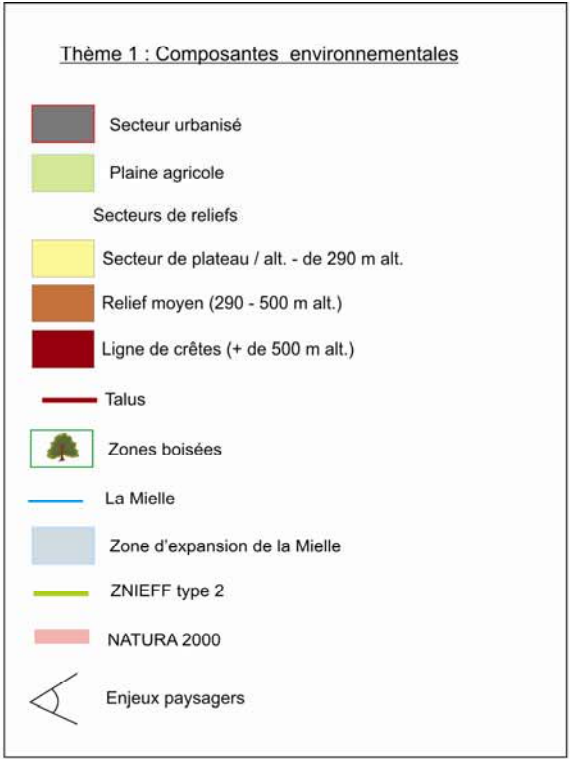 Thème 1 : Composantes environnementales
Secteur urbanisé
Plaine agricole
Secteurs de reliefs
Secteur de plateau / alt. - de 290 m alt.
Relief moyen (290 - 500 m alt.)
Ligne de crêtes (+ de 500 m alt.)
Talus
Zones boisées
La Mielle
Zone d'expansion de la Mielle
ZNIEFF type 2
NATURA 2000
Enjeux paysagers